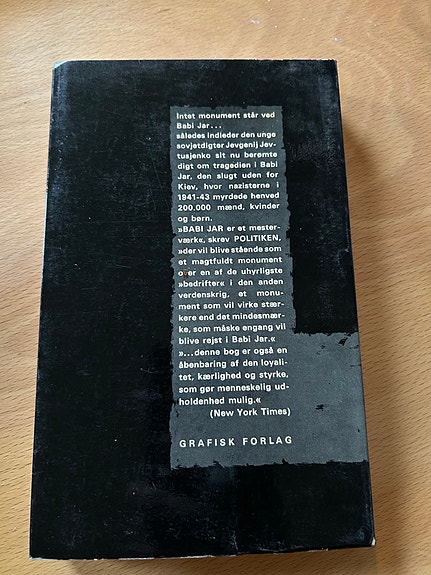 Intet monument står ved
Babi Jar...
således indleder den unge
sovjetdigter Jevgenij Jev-
tusjenko sit nu berømte
digt om tragedien i Babi
Jar, den slugt uden for
Kiev, hvor nazisterne i
1941-43 myrdede henved
200.000 mænd, kvinder
og børn.
»BABI JAR er et mester-
værk«, skrev POLITIKEN,
»der vil blive stående som
et magtfuldt monument
over en af de uhyrligste
»bedrifter« i den anden
verdenskrig, et monu-
ment som vil virke stær-
kere end det mindesmær-
ke, som måske engang vil
blive rejst i Babi Jar.«
»...denne bog er også en
åbenbaring af den loyali-
tet, kærlighed og styrke,
som gør menneskelig ud-
holdenhed mulig.«
(New York Times)
GRAFISK FORLAG